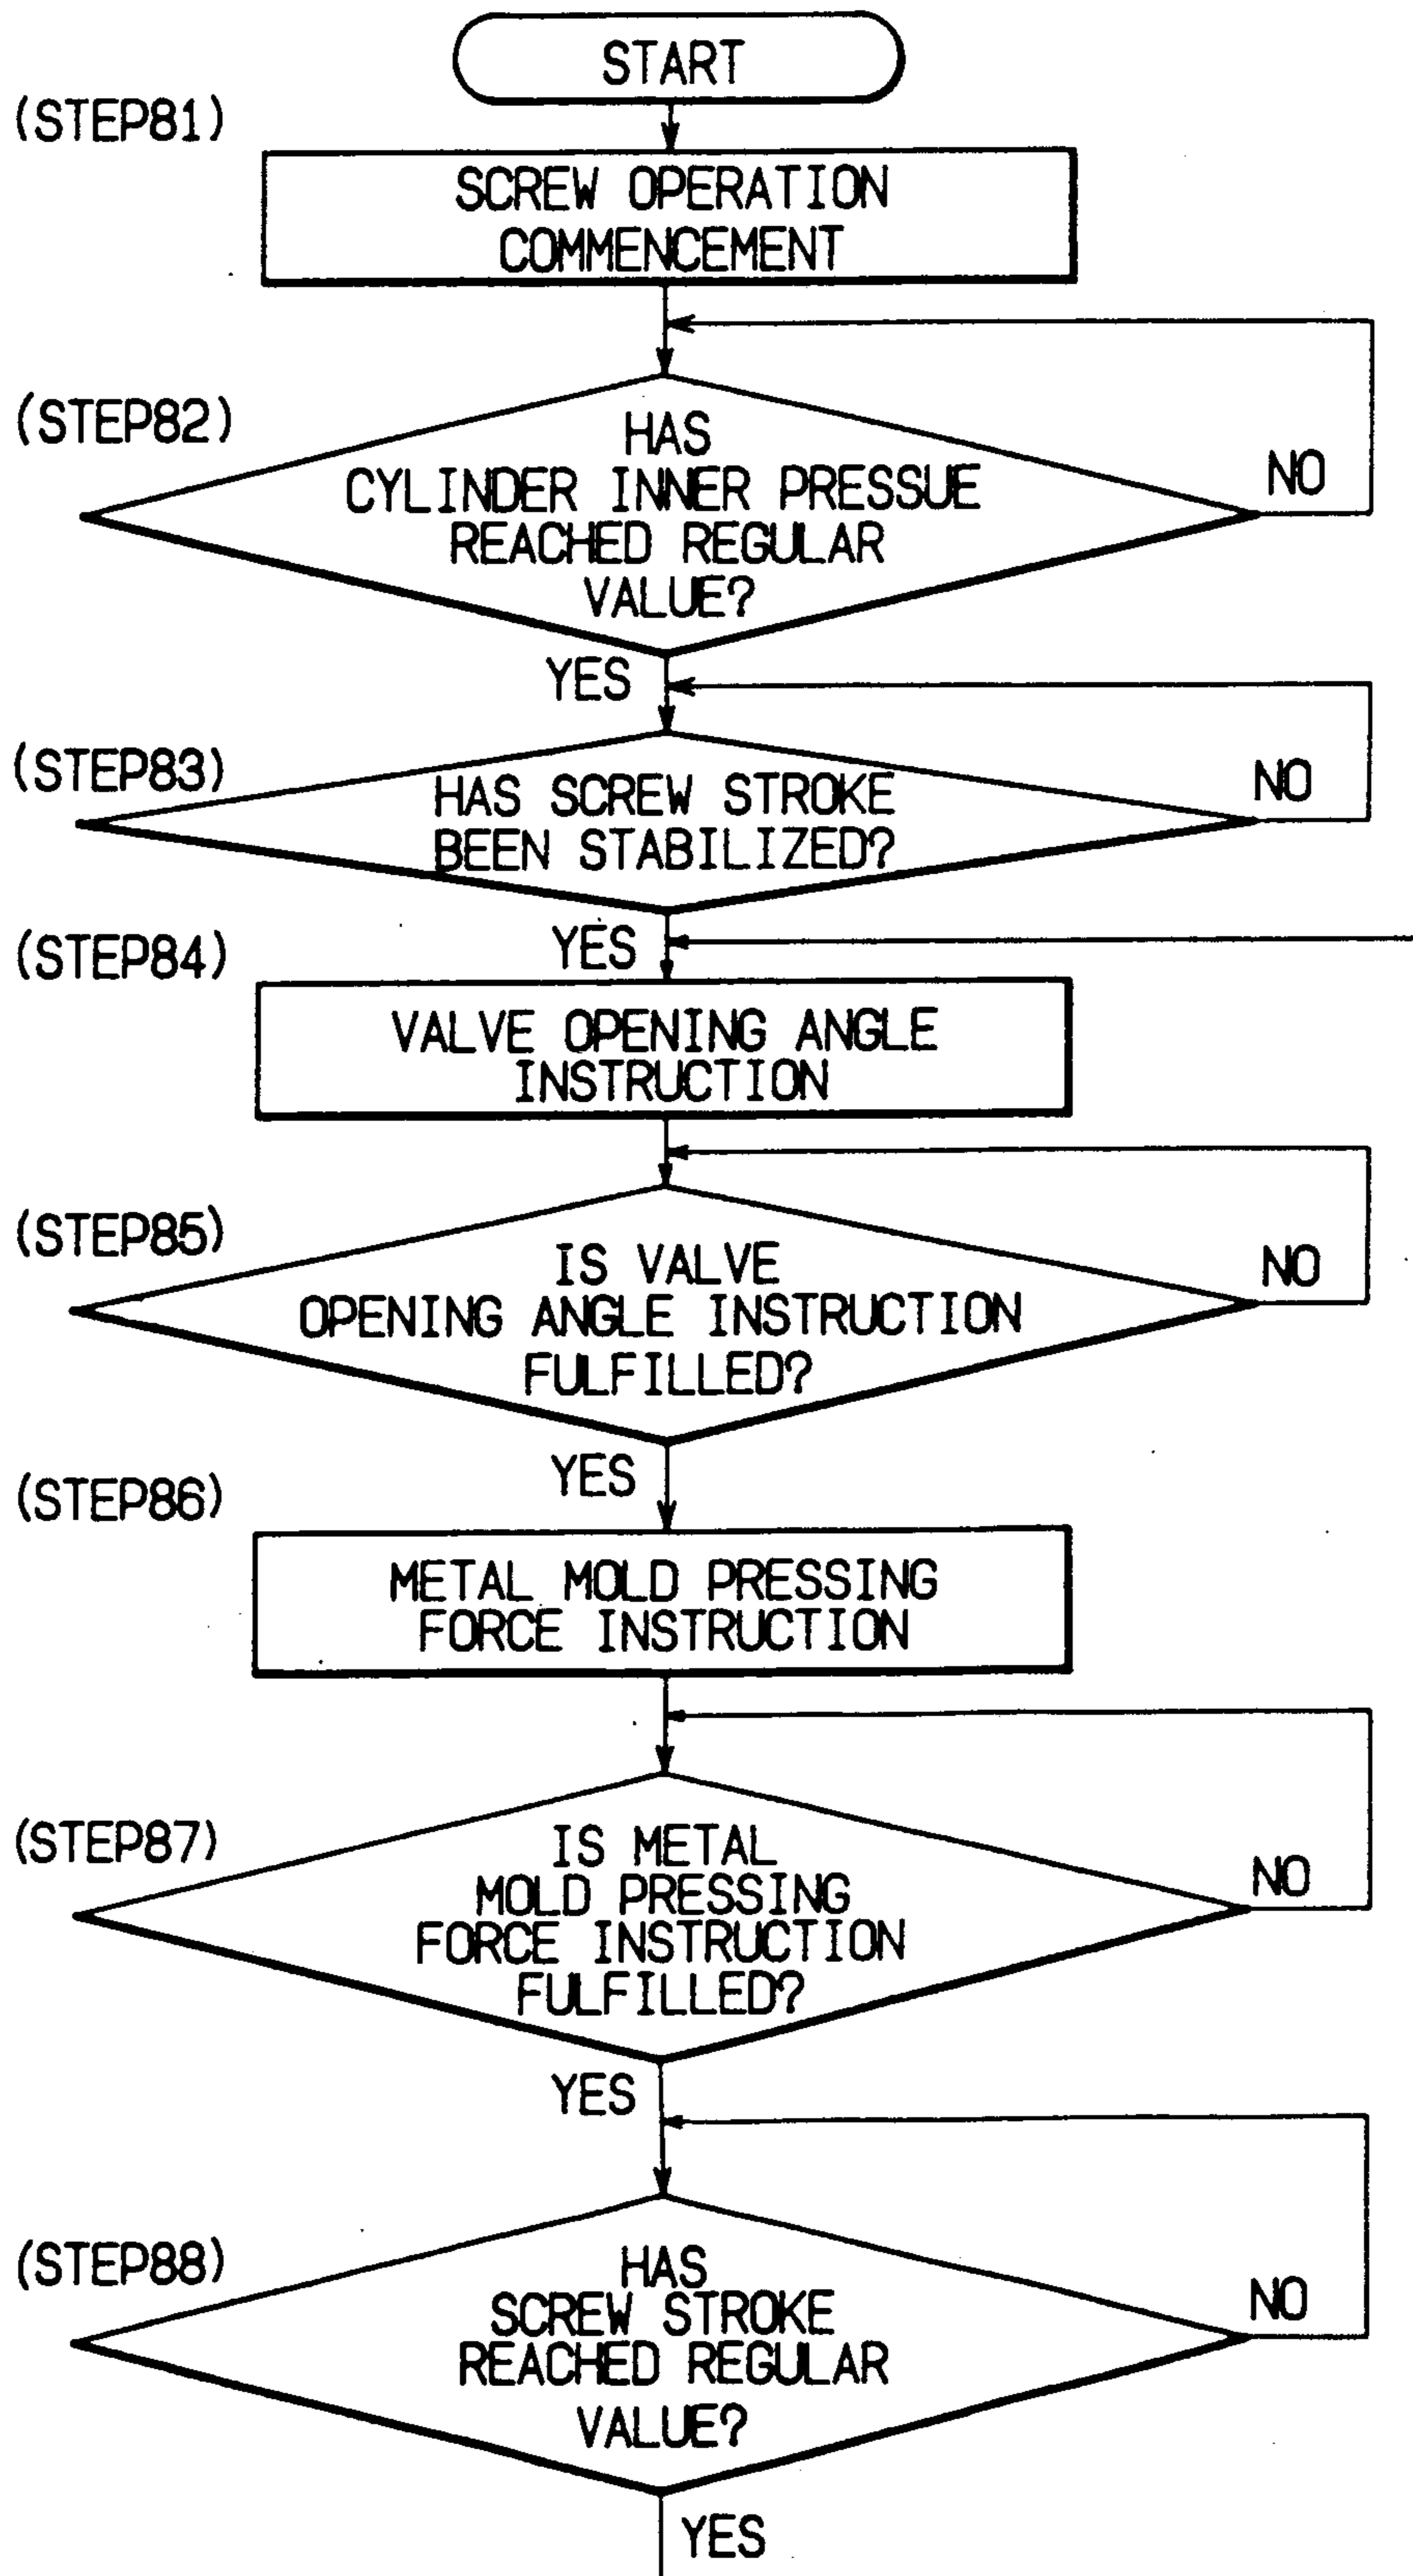 START
(STEP81)
SCREW OPERATION
COMMENCEMENT
(STEP82)
HAS
CYLINDER INNER PRESSUE
REACHED REGULAR
VALUE?
NO
YES
(STEP83)
HAS SCREW STROKE
BEEN STABILIZED?
NO
YES
(STEP84)
VALVE OPENING ANGLE
INSTRUCTION
(STEP85)
IS VALVE
OPENING ANGLE INSTRUCTION
FULFILLED?
NO
YES
(STEP86)
METAL MOLD PRESSING
FORCE INSTRUCTION
(STEP87)
IS METAL
MOLD PRESSING
FORCE INSTRUCTION
FULFILLED?
NO
YES
(STEP88)
HAS
SCREW STROKE
REACHED REGULAR
VALUE?
NO
YES